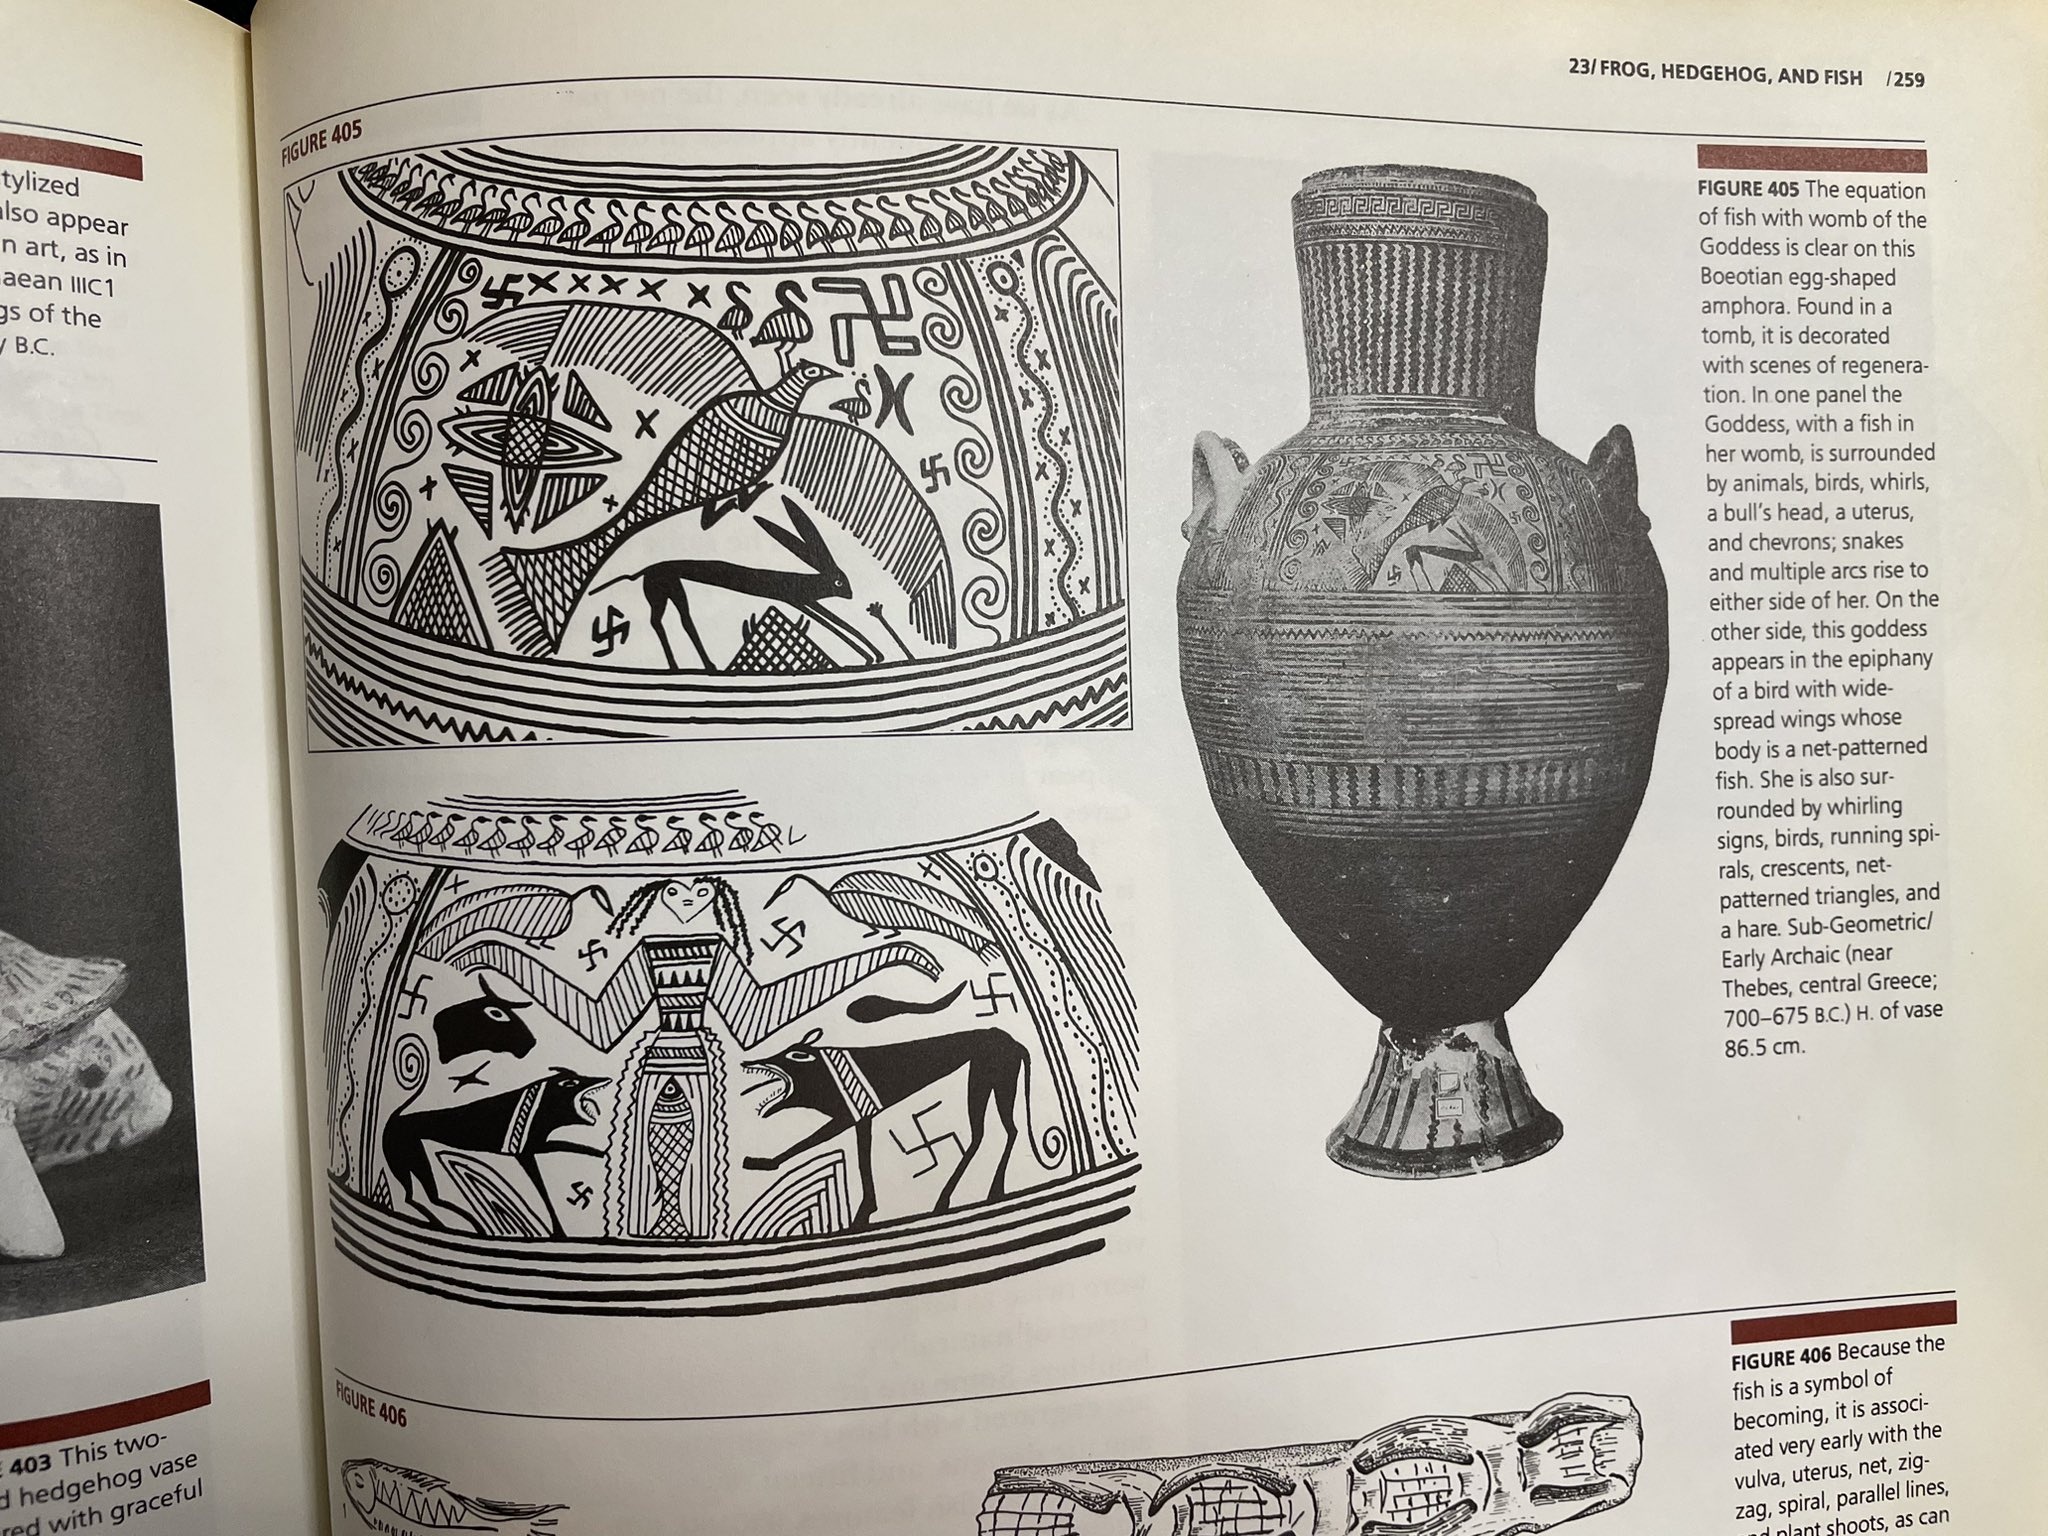 tylized
also appear
n art, as in
aean IIIC1
gs of the
y B.C.
403 This two-
d hedgehog vase
red with graceful
23/ FROG, HEDGEHOG, AND FISH /259
FIGURE 405
FIGURE 405 The equation
of fish with womb of the
Goddess is clear on this
Boeotian egg-shaped
amphora. Found in a
tomb, it is decorated
with scenes of regenera-
tion. In one panel the
Goddess, with a fish in
her womb, is surrounded
by animals, birds, whirls,
a bull's head, a uterus,
and chevrons; snakes
and multiple arcs rise to
either side of her. On the
other side, this goddess
appears in the epiphany
of a bird with wide-
spread wings whose
body is a net-patterned
fish. She is also sur-
rounded by whirling
signs, birds, running spi-
rals, crescents, net-
patterned triangles, and
a hare. Sub-Geometric/
Early Archaic (near
Thebes, central Greece;
700–675 B.C.) H. of vase
86.5 cm.
FIGURE 406
1
FIGURE 406 Because the
fish is a symbol of
becoming, it is associ-
ated very early with the
vulva, uterus, net, zig-
zag, spiral, parallel lines,
and plant shoots, as can